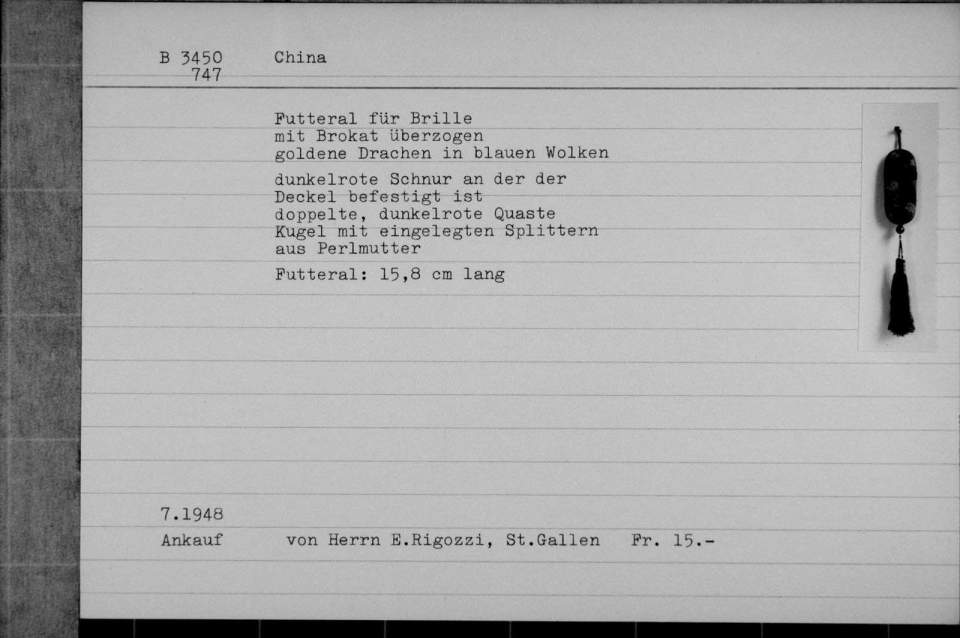 B 3450 China
747
Futteral für Brille
mit Brokat überzogen
goldene Drachen in blauen Wolken
dunkelrote Schnur an der der
Deckel befestigt ist
doppelte, dunkelrote Quaste
Kugel mit eingelegten Splittern
aus Perlmutter
Futteral: 15,8 cm lang
7.1948
Ankauf von Herrn E.Rigozzi, St.Gallen Fr. 15.-